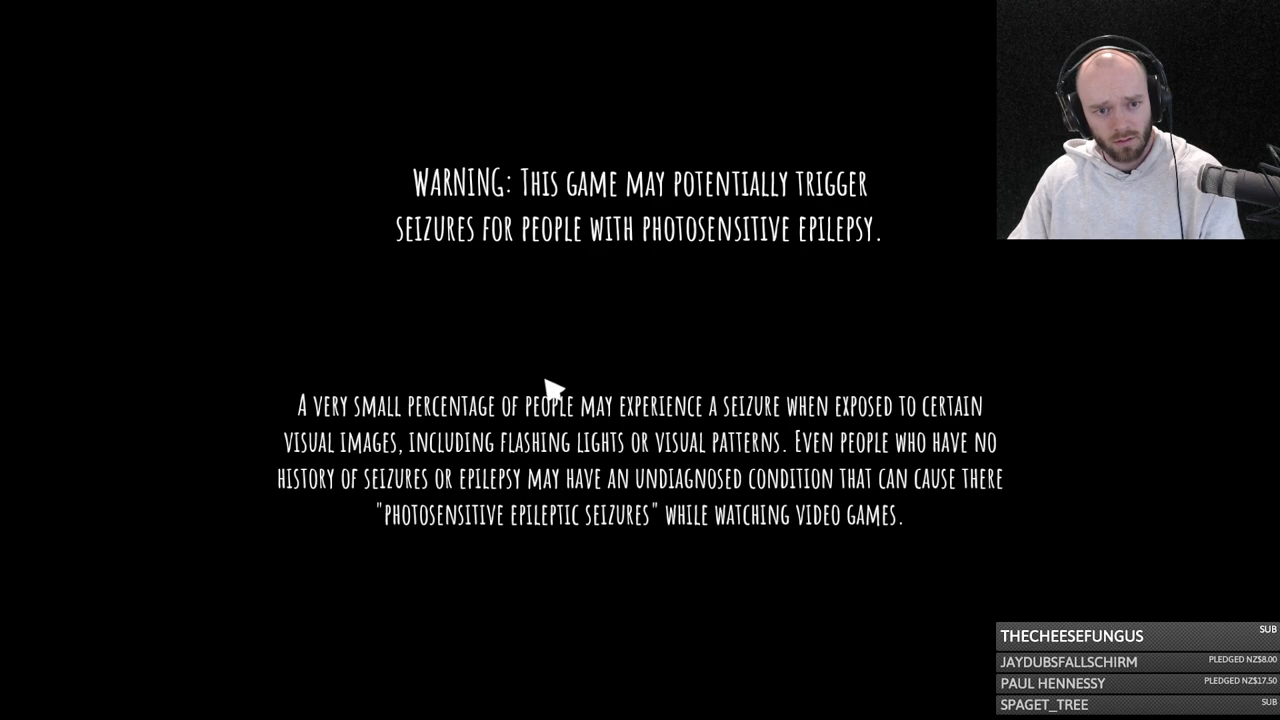 WARNING: This game may potentially trigger
seizures for people with photosensitive epilepsy.
A very small percentage of people may experience a seizure when exposed to certain
visual images, including flashing lights or visual patterns. Even people who have no
history of seizures or epilepsy may have an undiagnosed condition that can cause there
"photosensitive epileptic seizures" while watching video games.
THECHEESEFUNGUS SUB
JAYDUBSFALLSCHIRM PLEDGED NZ$8.00
PAUL HENNESSY PLEDGED NZ$17.50
SPAGET_TREE SUB